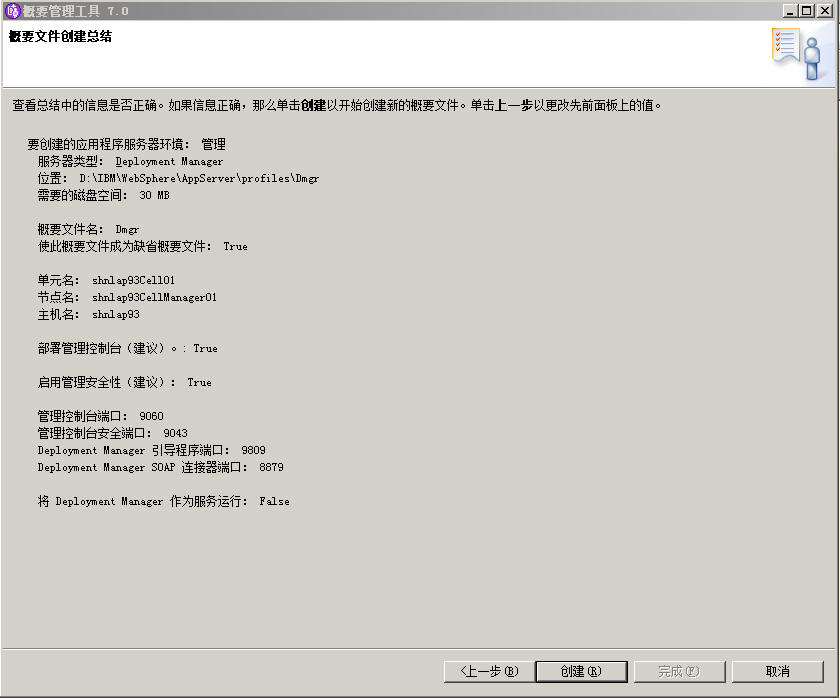 概要管理工具 7.0
概要文件创建总结
查看总结中的信息是否正确。如果信息正确，那么单击创建以开始创建新的概要文件。单击上一步以更改先前面板上的值。
要创建的应用程序服务器环境： 管理
服务器类型： Deployment Manager
位置： D:\IBM\WebSphere\AppServer\profiles\Dmgr
需要的磁盘空间： 30 MB
概要文件名： Dmgr
使此概要文件成为缺省概要文件： True
单元名： shnlap93Cell01
节点名： shnlap93CellManager01
主机名： shnlap93
部署管理控制台（建议）。: True
启用管理安全性（建议）： True
管理控制台端口： 9060
管理控制台安全端口： 9043
Deployment Manager 引导程序端口： 9809
Deployment Manager SOAP 连接器端口： 8879
将 Deployment Manager 作为服务运行： False
<上一步(B) 创建(R) 完成(F) 取消